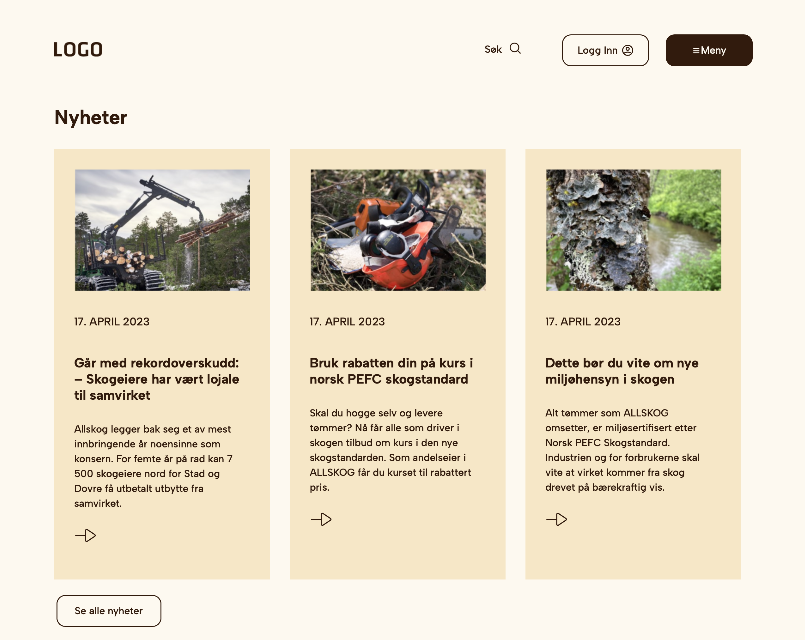 LOGO
Søk
Logg Inn
≡Meny
Nyheter
17. APRIL 2023
Går med rekordoverskudd:
– Skogeiere har vært lojale
til samvirket
Allskog legger bak seg et av mest
innbringende år noensinne som
konsern. For femte år på rad kan 7
500 skogeiere nord for Stad og
Dovre få utbetalt utbytte fra
samvirket.
17. APRIL 2023
Bruk rabatten din på kurs i
norsk PEFC skogstandard
Skal du hogge selv og levere
tømmer? Nå får alle som driver i
skogen tilbud om kurs i den nye
skogstandarden. Som andelseier i
ALLSKOG får du kurset til rabattert
pris.
17. APRIL 2023
Dette bør du vite om nye
miljøhensyn i skogen
Alt tømmer som ALLSKOG
omsetter, er miljøsertifisert etter
Norsk PEFC Skogstandard.
Industrien og for forbrukerne skal
vite at virket kommer fra skog
drevet på bærekraftig vis.
Se alle nyheter